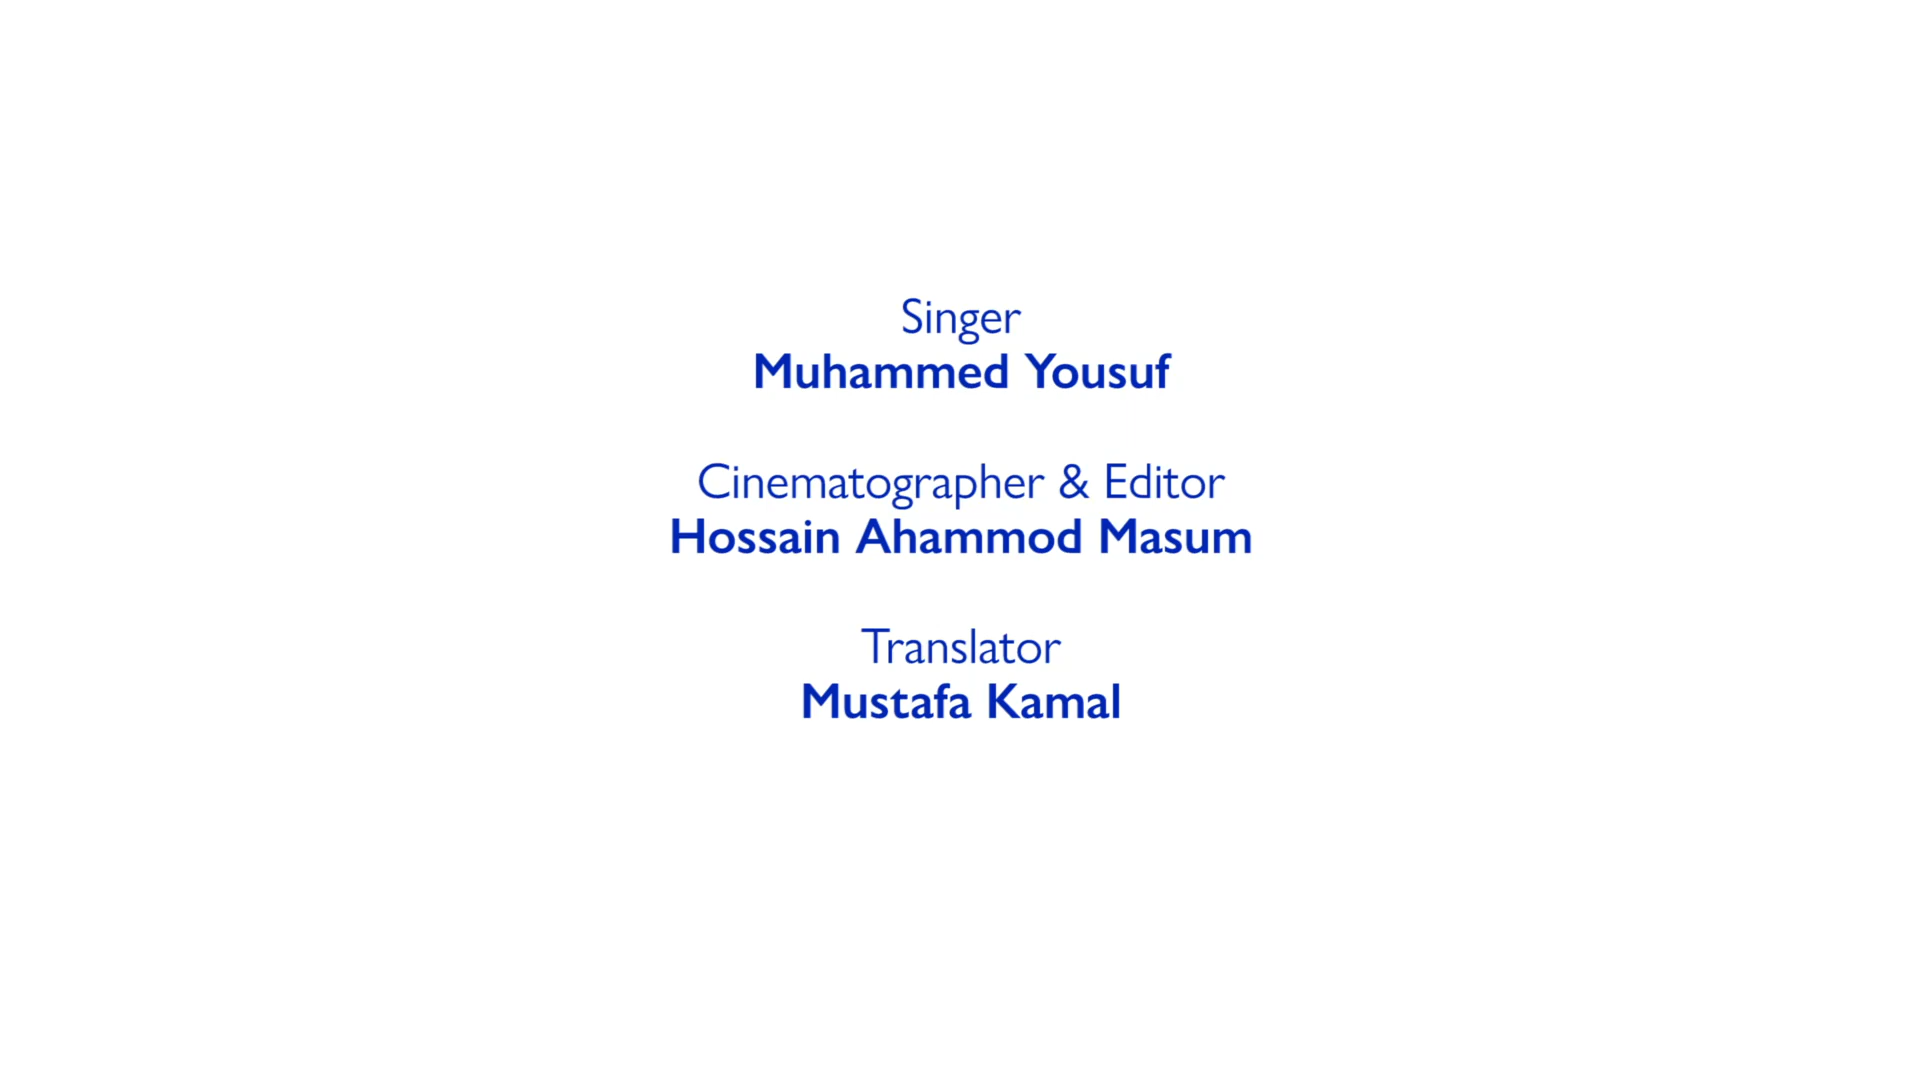 Singer
Muhammed Yousuf
Cinematographer & Editor
Hossain Ahammod Masum
Translator
Mustafa Kamal